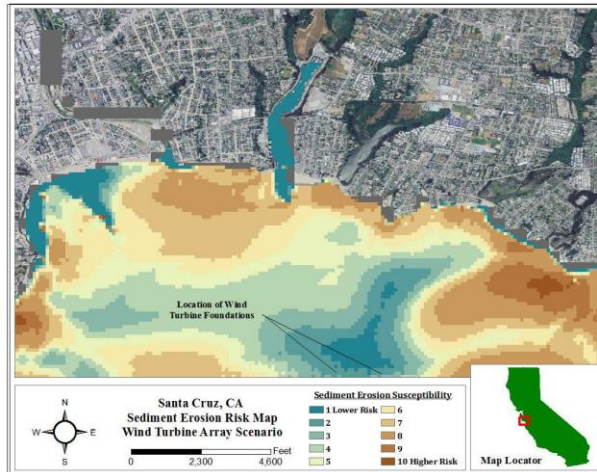 Location of Wind
Turbine Foundations
Santa Cruz, CA
Sediment Erosion Risk Map
Wind Turbine Array Scenario
N
W
E
S
Feet
0
2,300
4,600
Sediment Erosion Susceptibility
1 Lower Risk
2
3
4
5
6
7
8
9
10 Higher Risk
Map Locator